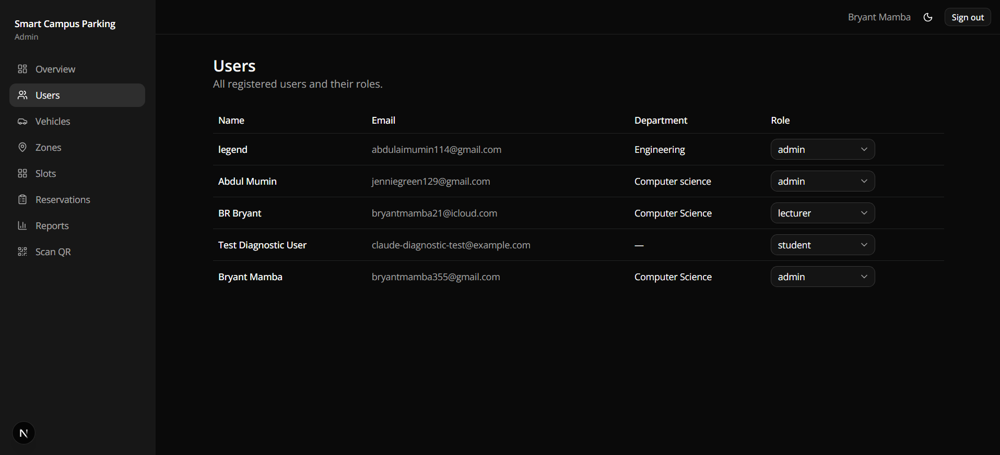 Smart Campus Parking
Admin
Overview
Users
Vehicles
Zones
Slots
Reservations
Reports
Scan QR
N
Bryant Mamba Sign out
Users
All registered users and their roles.
Name Email Department Role
legend abdulaimumin114@gmail.com Engineering admin
Abdul Mumin jenniegreen129@gmail.com Computer science admin
BR Bryant bryantmamba21@icloud.com Computer Science lecturer
Test Diagnostic User claude-diagnostic-test@example.com — student
Bryant Mamba bryantmamba355@gmail.com Computer Science admin